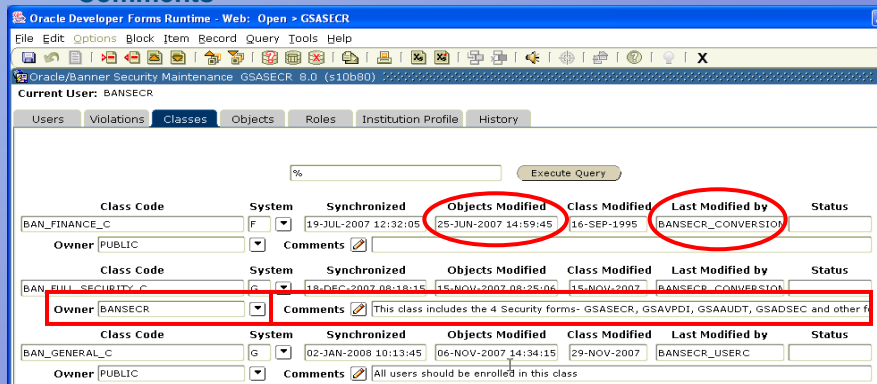 Comments
Oracle Developer Forms Runtime - Web: Open > GSASECR
File Edit Options Block Item Record Query Tools Help
Oracle/Banner Security Maintenance GSASECR 8.0 (s10b80)
Current User: BANSECR
Users Violations Classes Objects Roles Institution Profile History
% Execute Query
Class Code System Synchronized Objects Modified Class Modified Last Modified by Status
BAN_FINANCE_C F 19-JUL-2007 12:32:05 25-JUN-2007 14:59:45 16-SEP-1995 BANSECR_CONVERSION
Owner PUBLIC Comments
Class Code System Synchronized Objects Modified Class Modified Last Modified by Status
BAN_FULL_SECURITY_C G 18-DEC-2007 08:18:15 15-NOV-2007 08:25:06 15-NOV-2007 BANSECR_CONVERSION
Owner BANSECR Comments This class includes the 4 Security forms- GSASECR, GSAVPDI, GSAAUDT, GSADSEC and other
Class Code System Synchronized Objects Modified Class Modified Last Modified by Status
BAN_GENERAL_C G 02-JAN-2008 10:13:45 06-NOV-2007 14:34:15 29-NOV-2007 BANSECR_USERC
Owner PUBLIC Comments All users should be enrolled in this class